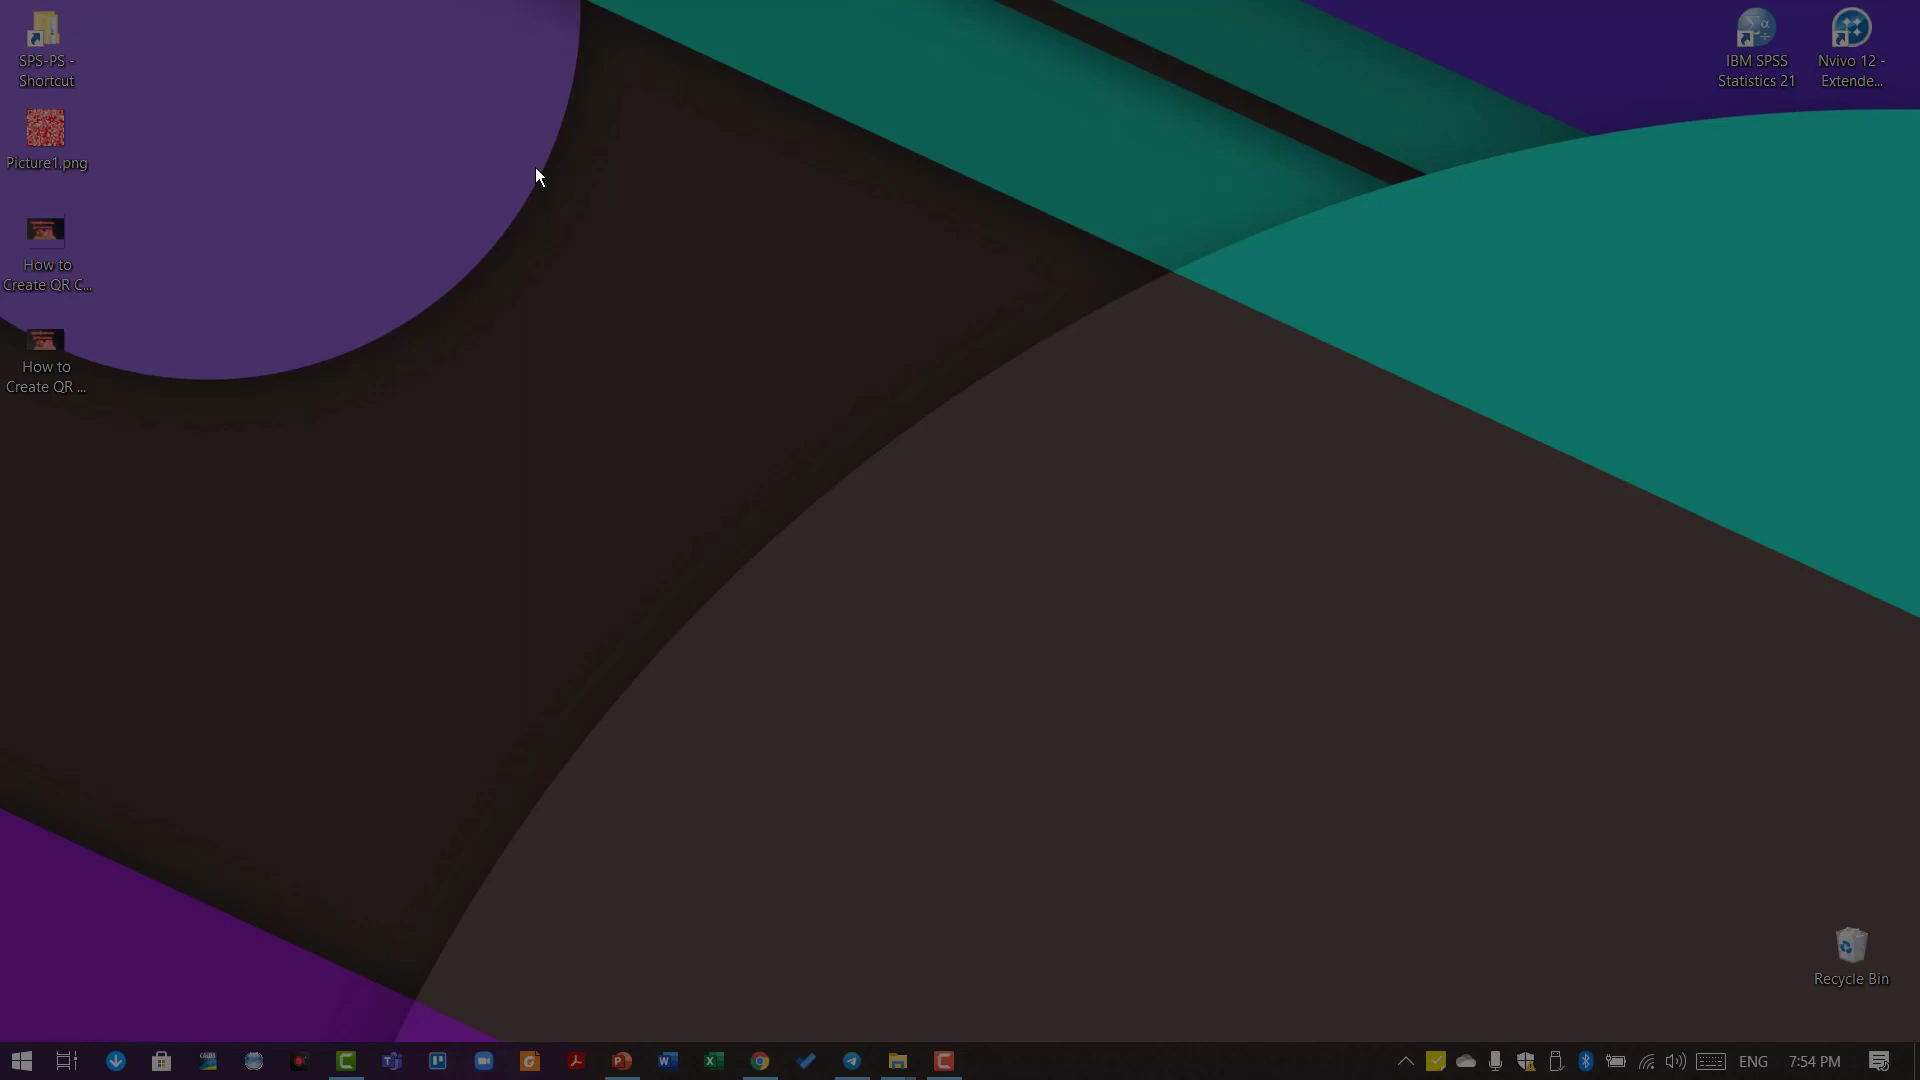 SPS-PS -
Shortcut
Picture1.png
How to
Create QR C...
How to
Create QR ...
IBM SPSS
Statistics 21
Nvivo 12 -
Extende...
Recycle Bin
ENG
7:54 PM